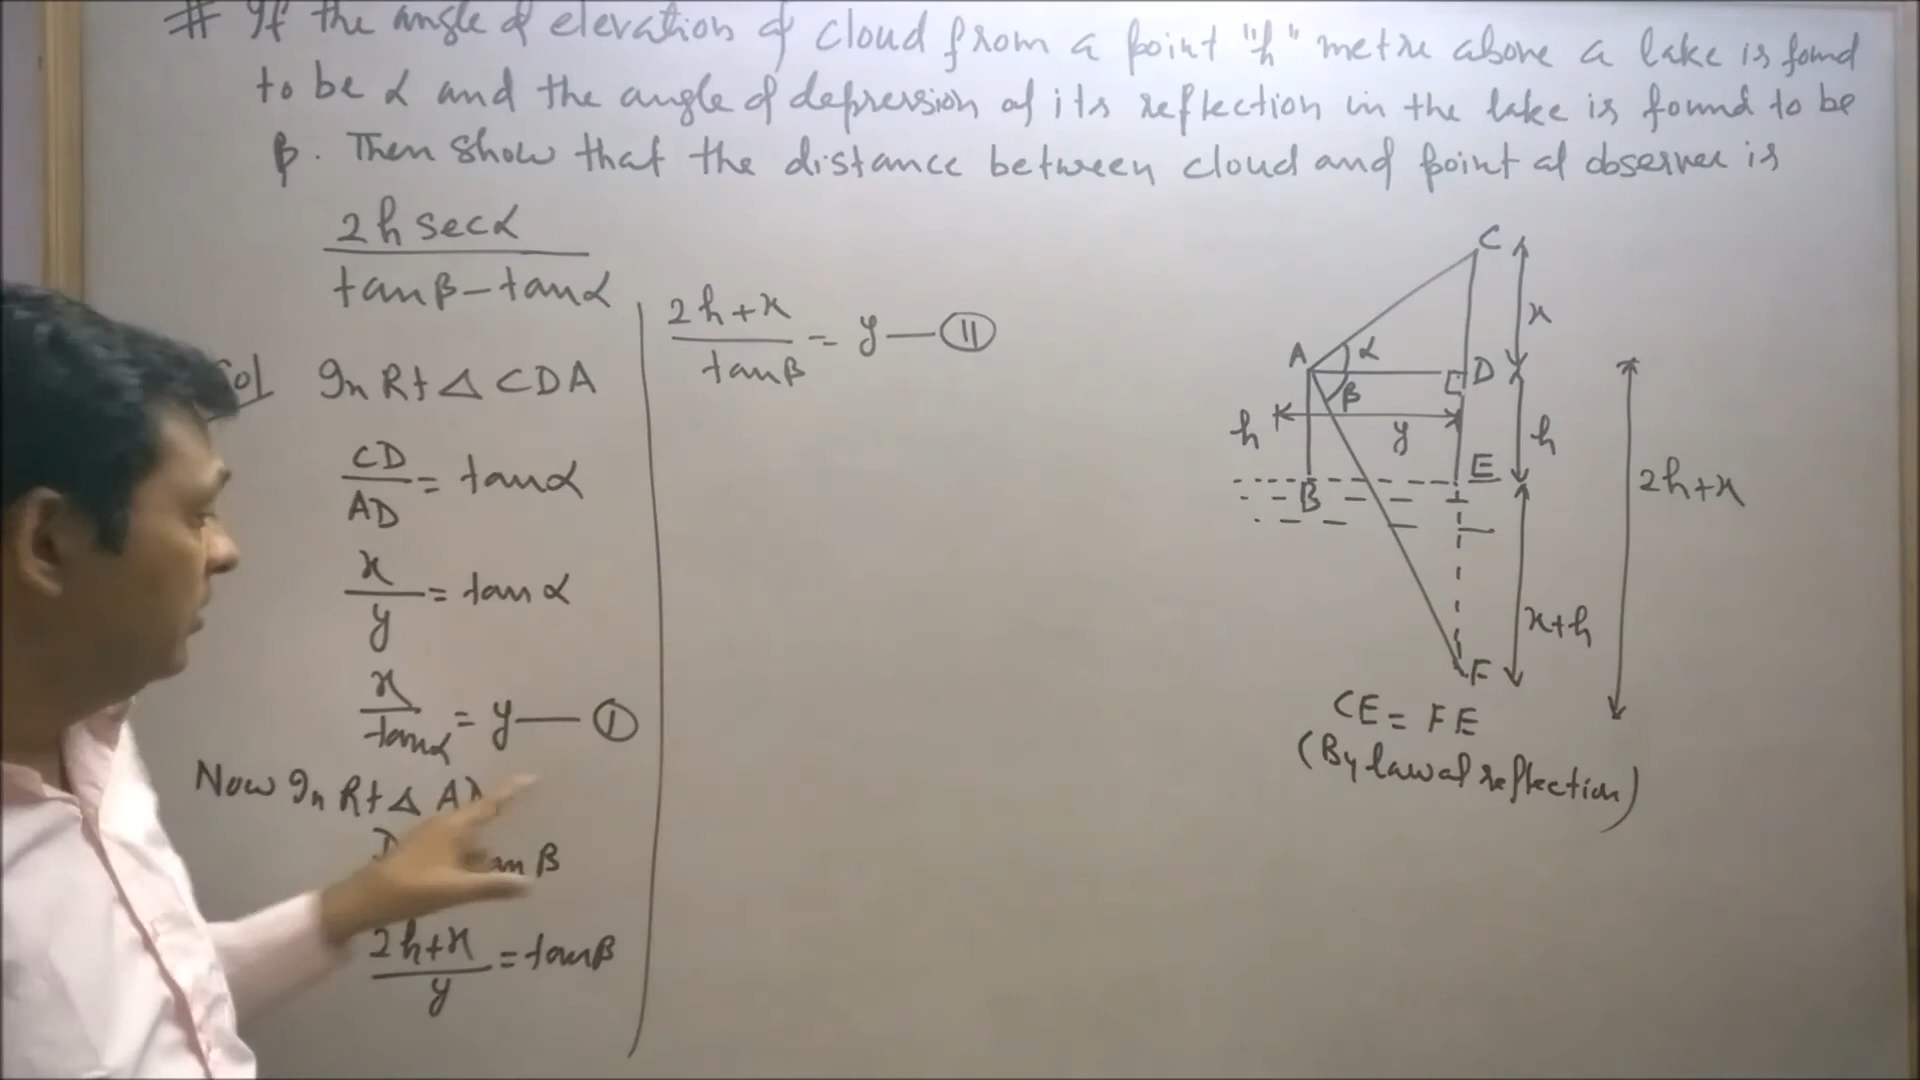 # If the angle of elevation of cloud from a point "h" metre above a lake is found
to be α and the angle of depression of its reflection in the lake is found to be
β. Then show that the distance between cloud and point of observer is
2h secα
tanβ - tanα
Sol In Rt △ CDA
CD/AD = tanα
x/y = tanα
x/tanα = y — I
Now In Rt △ AD
tan β
2h+x/y = tanβ
2h+x/tanβ = y — II
C
x
A α D
β
h y h
E
B
2h+x
x+h
F
CE = FE
(By law of reflection)